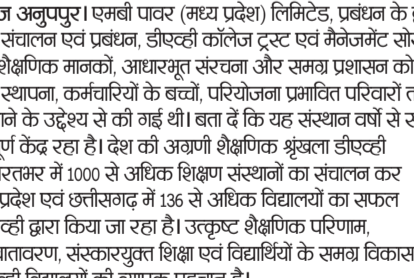 ज अनुपपुर। एमबी पावर (मध्य प्रदेश) लिमिटेड, प्रबंधन के
संचालन एवं प्रबंधन, डीएव्ही कॉलेज ट्रस्ट एवं मैनेजमेंट सो
शैक्षणिक मानकों, आधारभूत संरचना और समग्र प्रशासन को
स्थापना, कर्मचारियों के बच्चों, परियोजना प्रभावित परिवारों
ाने के उद्देश्य से की गई थी। बता दें कि यह संस्थान वर्षो से स
पूर्ण केंद्र रहा है। देश की अग्रणी शैक्षणिक श्रृंखला डीएव्ही
रतभर में 1000 से अधिक शिक्षण संस्थानों का संचालन कर
प्रदेश एवं छत्तीसगढ़ में 136 से अधिक विद्यालयों का सफल
व्ही द्वारा किया जा रहा है। उत्कृष्ट शैक्षणिक परिणाम,
वातावरण, संस्कारयुक्त शिक्षा एवं विद्यार्थियों के समग्र विकास